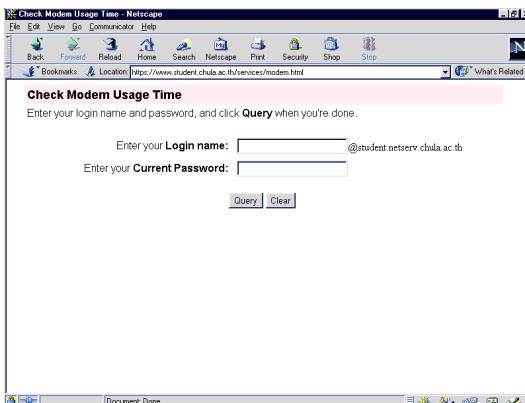 Check Modem Usage Time - Netscape
File Edit View Go Communicator Help
Back Forward Reload Home Search Netscape Print Security Shop Stop
Bookmarks Location: https://www.student.chula.ac.th/services/modem.html What's Related
Check Modem Usage Time
Enter your login name and password, and click Query when you're done.
Enter your Login name: @student.netserv.chula.ac.th
Enter your Current Password:
Query Clear
Document: Done